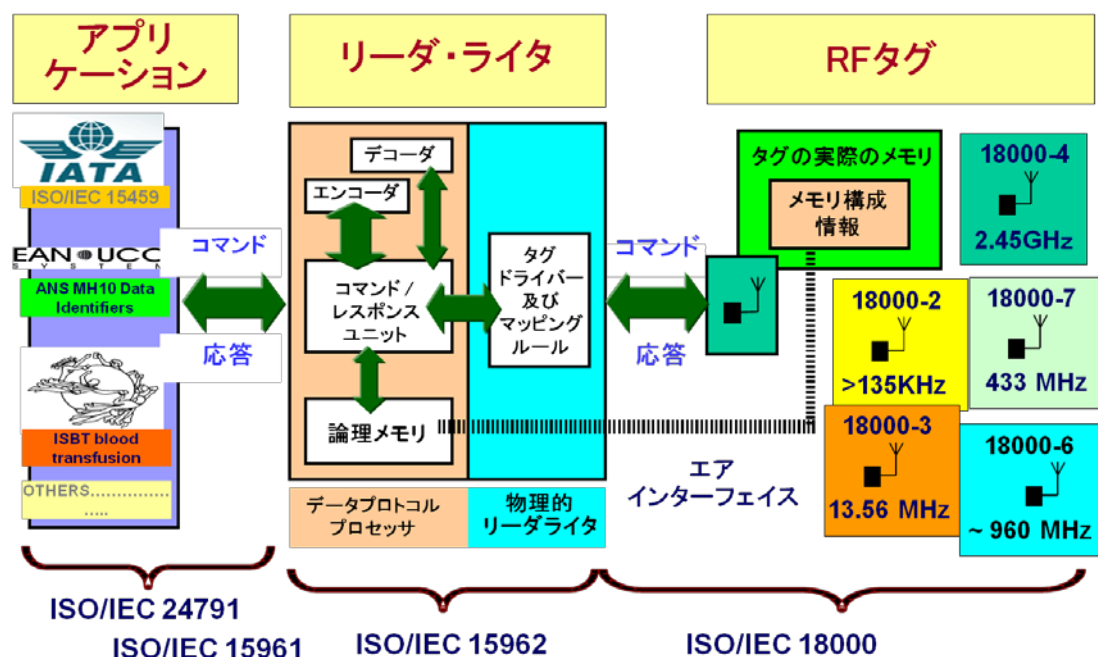 アプリ
ケーション
リーダ・ライタ
RFタグ
IATA
ISO/IEC 15459
EAN UCC
SYSTEM
ANS MH10 Data
Identifiers
ISBT blood
transfusion
OTHERS...............
.....
コマンド
応答
デコーダ
エンコーダ
コマンド/
レスポンス
ユニット
論理メモリ
タグ
ドライバー
及び
マッピング
ルール
データプロトコル
プロセッサ
物理的
リーダライタ
コマンド
応答
エア
インターフェイス
タグの実際のメモリ
メモリ構成
情報
18000-4
2.45GHz
18000-2
>135KHz
18000-7
433 MHz
18000-3
13.56 MHz
18000-6
~ 960 MHz
ISO/IEC 24791
ISO/IEC 15961
ISO/IEC 15962
ISO/IEC 18000